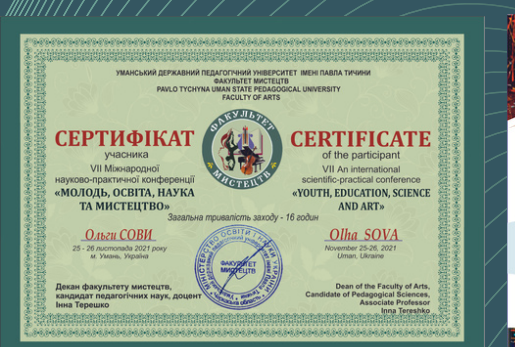 УМАНСЬКИЙ ДЕРЖАВНИЙ ПЕДАГОГІЧНИЙ УНІВЕРСИТЕТ ІМЕНІ ПАВЛА ТИЧИНИ
ФАКУЛЬТЕТ МИСТЕЦТВ
PAVLO TYCHYNA UMAN STATE PEDAGOGICAL UNIVERSITY
FACULTY OF ARTS
ФАКУЛЬТЕТ
МИСТЕЦТВ
СЕРТИФІКАТ
учасника
VII Міжнародної
науково-практичної конференції
«МОЛОДЬ, ОСВІТА, НАУКА
ТА МИСТЕЦТВО»
CERTIFICATE
of the participant
VII An international
scientific-practical conference
«YOUTH, EDUCATION, SCIENCE
AND ART»
Загальна тривалість заходу - 16 годин
Ольги СОВИ
25 - 26 листопада 2021 року
м. Умань, Україна
Olha SOVA
November 25-26, 2021
Uman, Ukraine
МІНІСТЕРСТВО ОСВІТИ І НАУКИ УКРАЇНИ
ФАКУЛЬТЕТ
МИСТЕЦТВ
Декан факультету мистецтв,
кандидат педагогічних наук, доцент
Інна Терешко
Dean of the Faculty of Arts,
Candidate of Pedagogical Sciences,
Associate Professor
Inna Tereshko